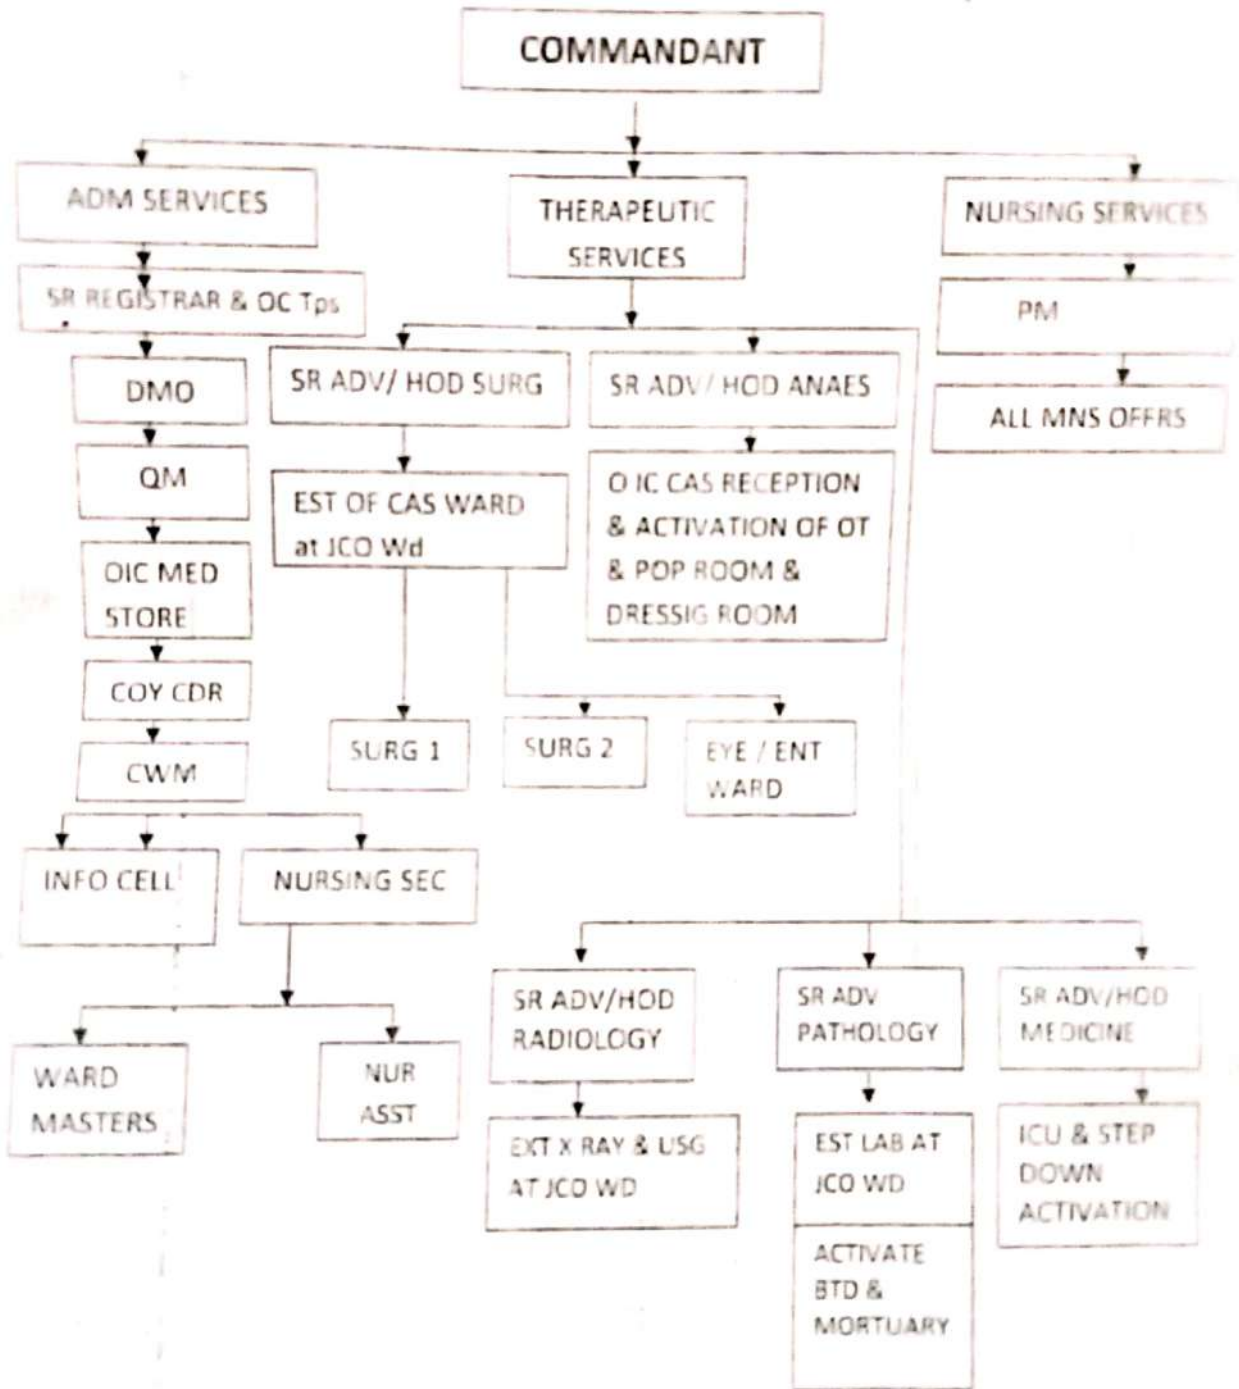 COMMANDANT
ADM SERVICES
THERAPEUTIC
SERVICES
NURSING SERVICES
SR REGISTRAR & OC Tps
PM
DMO
SR ADV/ HOD SURG
SR ADV/ HOD ANAES
ALL MNS OFFRS
QM
EST OF CAS WARD
at JCO Wd
O IC CAS RECEPTION
& ACTIVATION OF OT
& POP ROOM &
DRESSIG ROOM
OIC MED
STORE
COY CDR
CWM
SURG 1
SURG 2
EYE / ENT
WARD
INFO CELL
NURSING SEC
WARD
MASTERS
NUR
ASST
SR ADV/HOD
RADIOLOGY
SR ADV
PATHOLOGY
SR ADV/HOD
MEDICINE
EXT X RAY & USG
AT JCO WD
EST LAB AT
JCO WD
ICU & STEP
DOWN
ACTIVATION
ACTIVATE
BTD &
MORTUARY